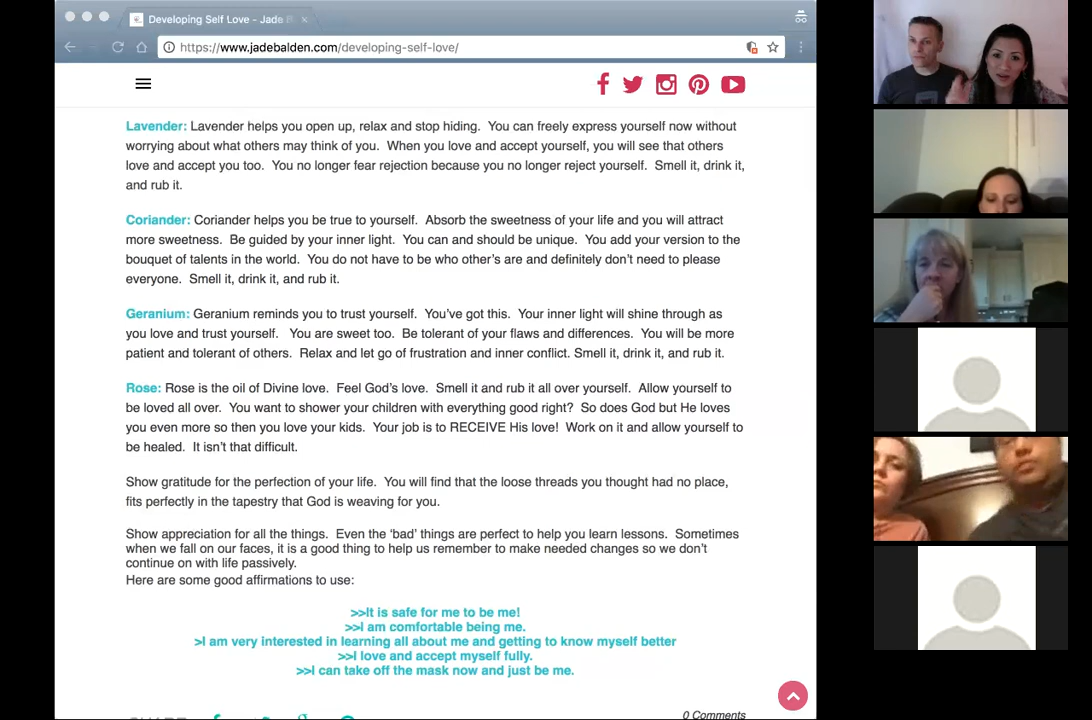 Developing Self Love - Jade B
https://www.jadebalden.com/developing-self-love/
Lavender: Lavender helps you open up, relax and stop hiding. You can freely express yourself now without
worrying about what others may think of you. When you love and accept yourself, you will see that others
love and accept you too. You no longer fear rejection because you no longer reject yourself. Smell it, drink it,
and rub it.
Coriander: Coriander helps you be true to yourself. Absorb the sweetness of your life and you will attract
more sweetness. Be guided by your inner light. You can and should be unique. You add your version to the
bouquet of talents in the world. You do not have to be who other's are and definitely don't need to please
everyone. Smell it, drink it, and rub it.
Geranium: Geranium reminds you to trust yourself. You've got this. Your inner light will shine through as
you love and trust yourself. You are sweet too. Be tolerant of your flaws and differences. You will be more
patient and tolerant of others. Relax and let go of frustration and inner conflict. Smell it, drink it, and rub it.
Rose: Rose is the oil of Divine love. Feel God's love. Smell it and rub it all over yourself. Allow yourself to
be loved all over. You want to shower your children with everything good right? So does God but He loves
you even more so then you love your kids. Your job is to RECEIVE His love! Work on it and allow yourself to
be healed. It isn't that difficult.
Show gratitude for the perfection of your life. You will find that the loose threads you thought had no place,
fits perfectly in the tapestry that God is weaving for you.
Show appreciation for all the things. Even the 'bad' things are perfect to help you learn lessons. Sometimes
when we fall on our faces, it is a good thing to help us remember to make needed changes so we don't
continue on with life passively.
Here are some good affirmations to use:
>>It is safe for me to be me!
>>I am comfortable being me.
>I am very interested in learning all about me and getting to know myself better
>>I love and accept myself fully.
>>I can take off the mask now and just be me.
0 Comments